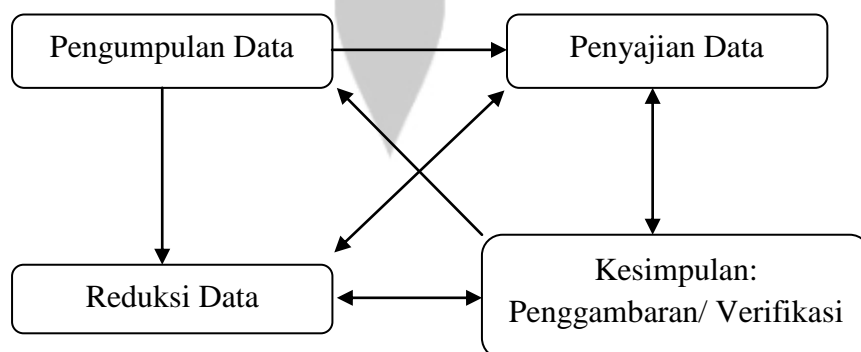 Pengumpulan Data
Penyajian Data
Reduksi Data
Kesimpulan:
Penggambaran/ Verifikasi